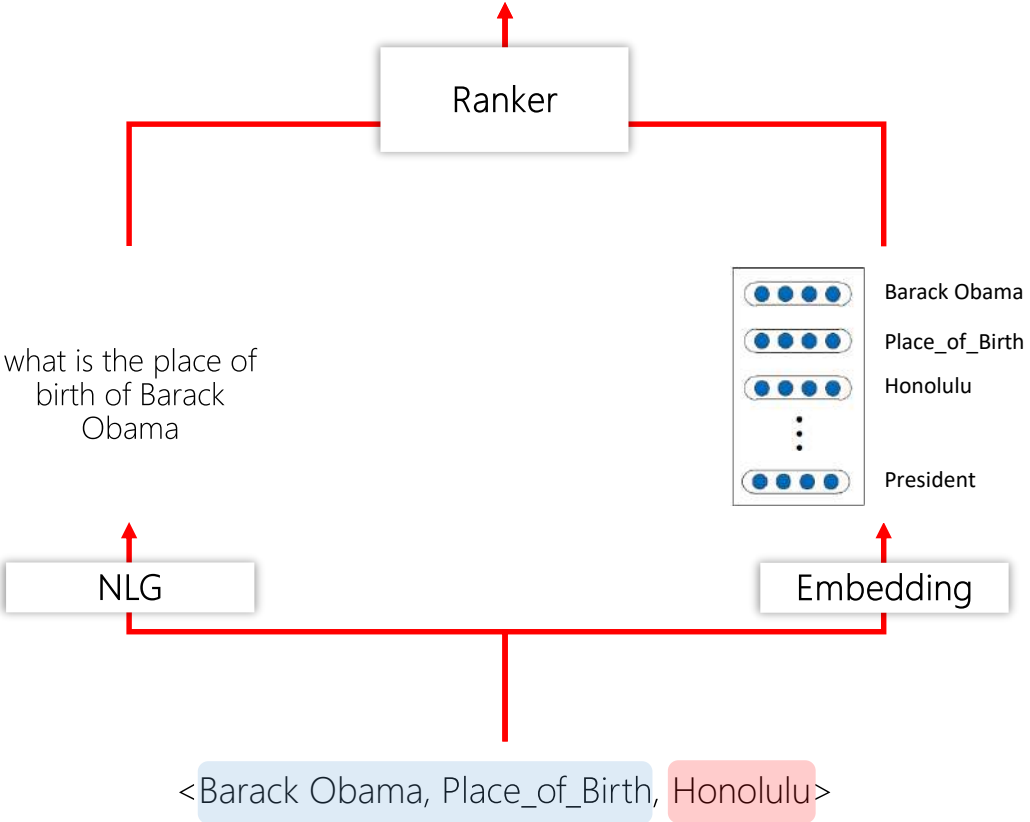 Ranker
what is the place of
birth of Barack
Obama
Barack Obama
Place_of_Birth
Honolulu
President
NLG
Embedding
<Barack Obama, Place_of_Birth, Honolulu>